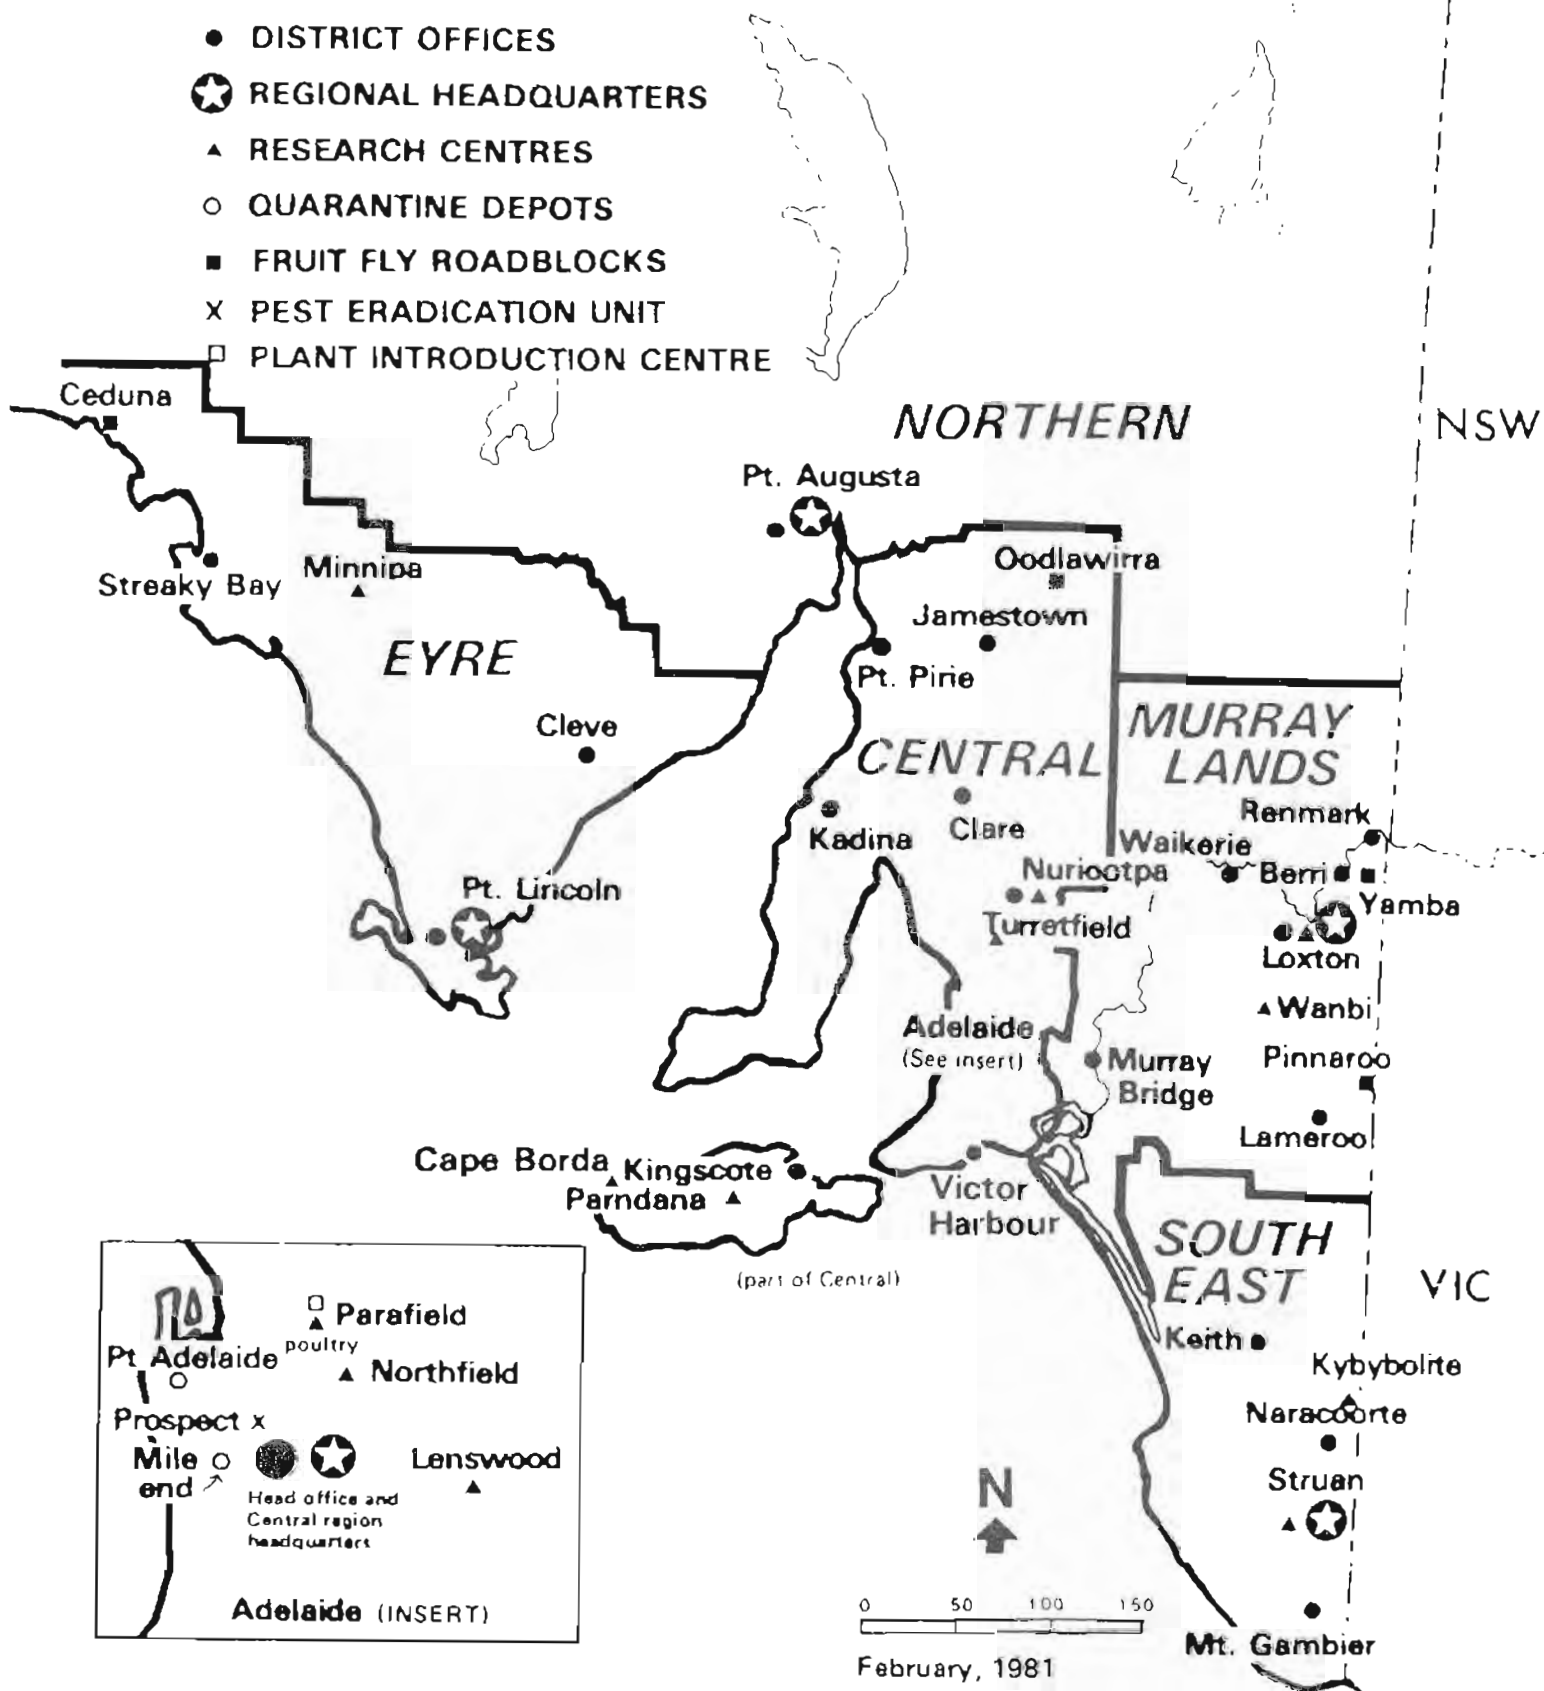 DISTRICT OFFICES
REGIONAL HEADQUARTERS
RESEARCH CENTRES
QUARANTINE DEPOTS
FRUIT FLY ROADBLOCKS
X PEST ERADICATION UNIT
PLANT INTRODUCTION CENTRE
Ceduna
NORTHERN
NSW
Pt. Augusta
Oodlawirra
Streaky Bay
Minnipa
Jamestown
EYRE
Pt. Pirie
Cleve
CENTRAL
MURRAY
LANDS
Renmark
Kadina
Clare
Waikerie
Nuriootpa
Berri
Pt. Lincoln
Yamba
Turretfield
Loxton
Wanbi
Adelaide
(See insert)
Murray
Bridge
Pinnaroo
Lameroo
Cape Borda
Kingscote
Parndana
Victor
Harbour
(part of Central)
SOUTH
EAST
VIC
Keith
Kybybolite
Naracoorte
Struan
Mt. Gambier
Parafield
poultry
Pt Adelaide
Northfield
Prospect x
Mile
end
Lenswood
Head office and
Central region
headquarters
Adelaide (INSERT)
N
0 50 100 150
February, 1981